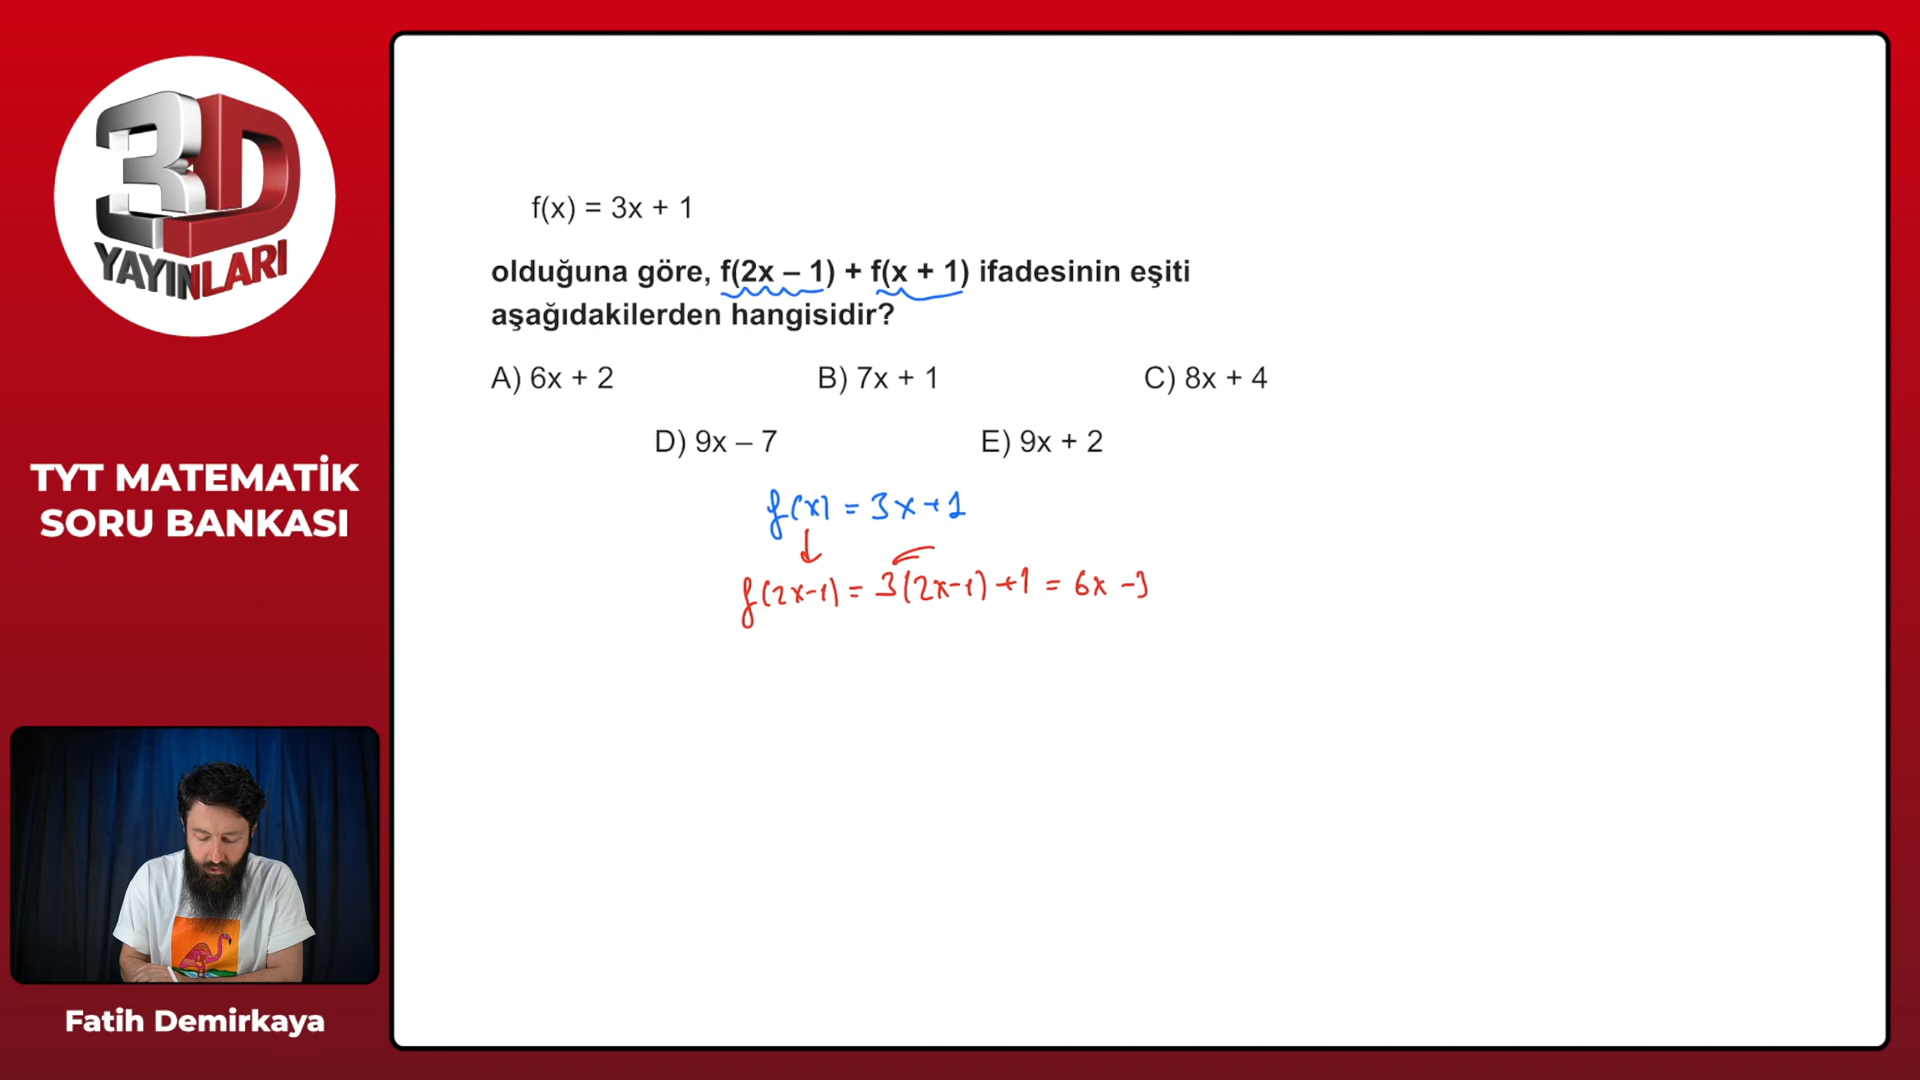 3D
YAYINLARI
TYT MATEMATİK
SORU BANKASI
Fatih Demirkaya
f(x) = 3x + 1
olduğuna göre, f(2x – 1) + f(x + 1) ifadesinin eşiti
aşağıdakilerden hangisidir?
A) 6x + 2 B) 7x + 1 C) 8x + 4
D) 9x – 7 E) 9x + 2
f(x) = 3x+1
f(2x-1) = 3(2x-1) +1 = 6x -3